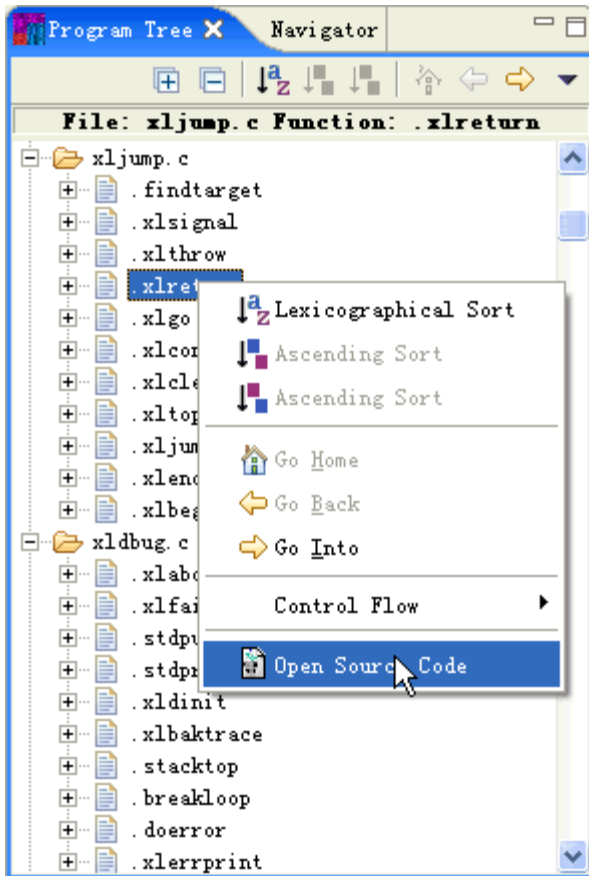 Program Tree Navigator
File: xljump.c Function: .xlreturn
xljump.c
.findtarget
.xlsignal
.xlthrow
.xlret
.xlgo
.xlcon
.xlcle
.xltop
.xljum
.xlend
.xlbeg
Lexicographical Sort
Ascending Sort
Ascending Sort
Go Home
Go Back
Go Into
Control Flow
Open Source Code
xldbug.c
.xlabo
.xlfai
.stdpu
.stdpr
.xldinit
.xlbaktrace
.stacktop
.breakloop
.doerror
.xlerrprint